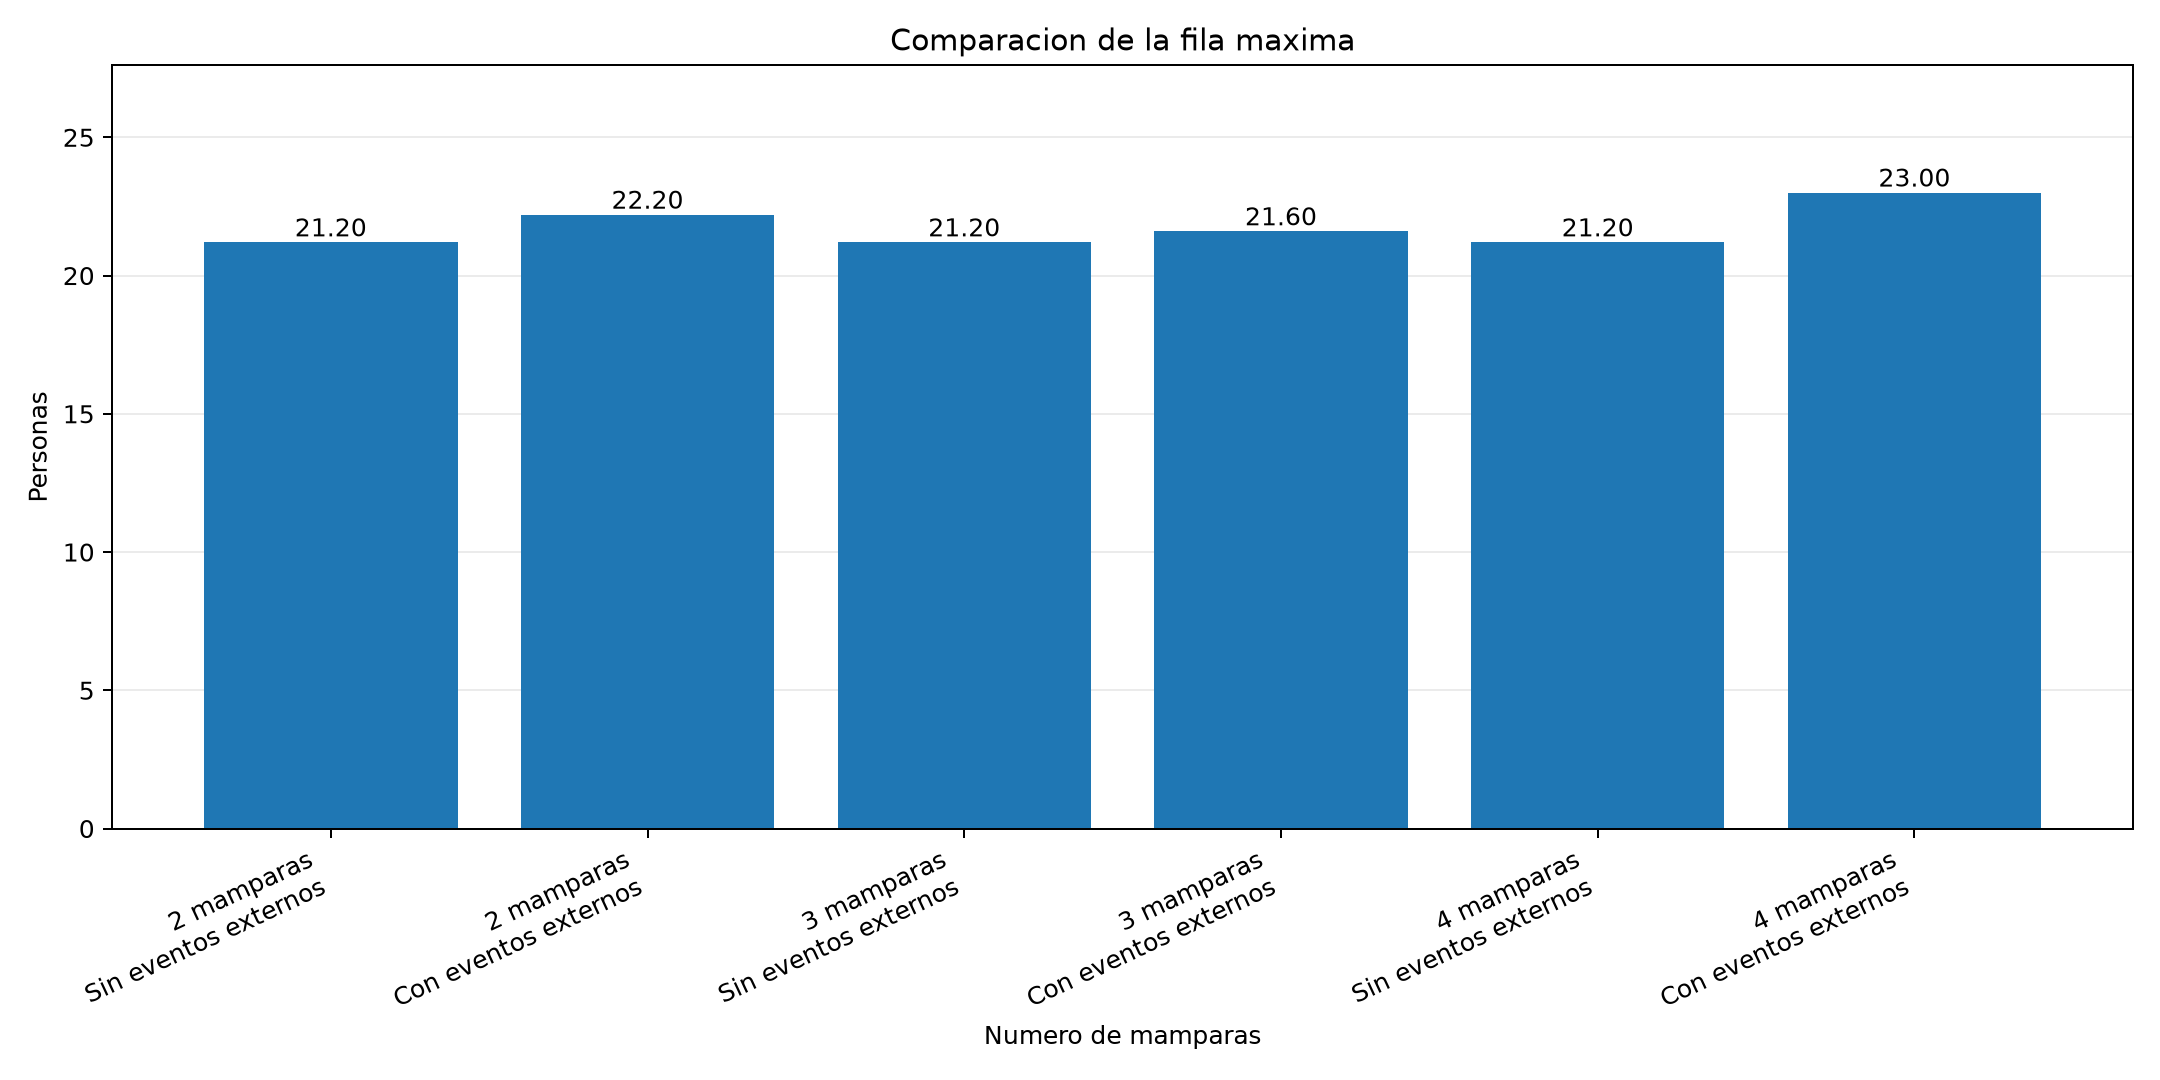 Comparacion de la fila maxima
Personas
25
20
15
10
5
0
21.20
22.20
21.20
21.60
21.20
23.00
2 mamparas
Sin eventos externos
2 mamparas
Con eventos externos
3 mamparas
Sin eventos externos
3 mamparas
Con eventos externos
4 mamparas
Sin eventos externos
4 mamparas
Con eventos externos
Numero de mamparas